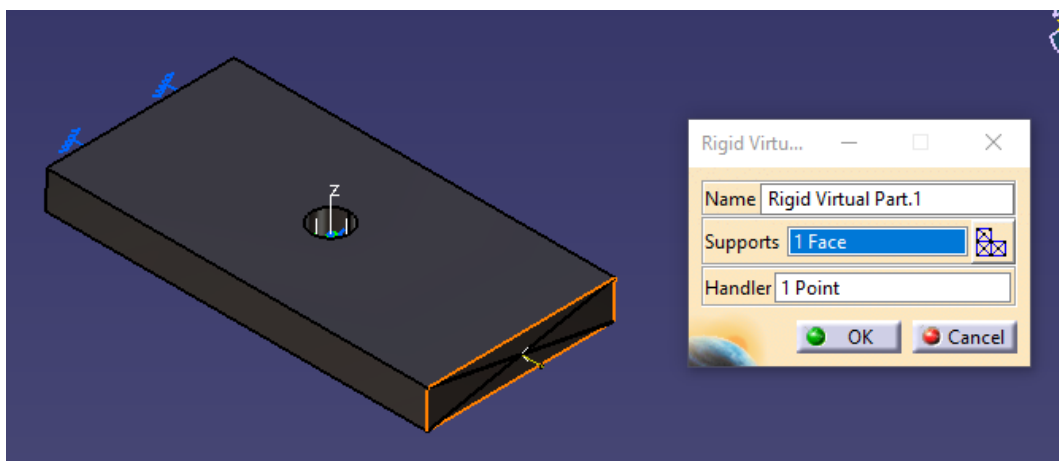 Z
Rigid Virtu...
Name Rigid Virtual Part.1
Supports 1 Face
Handler 1 Point
OK Cancel